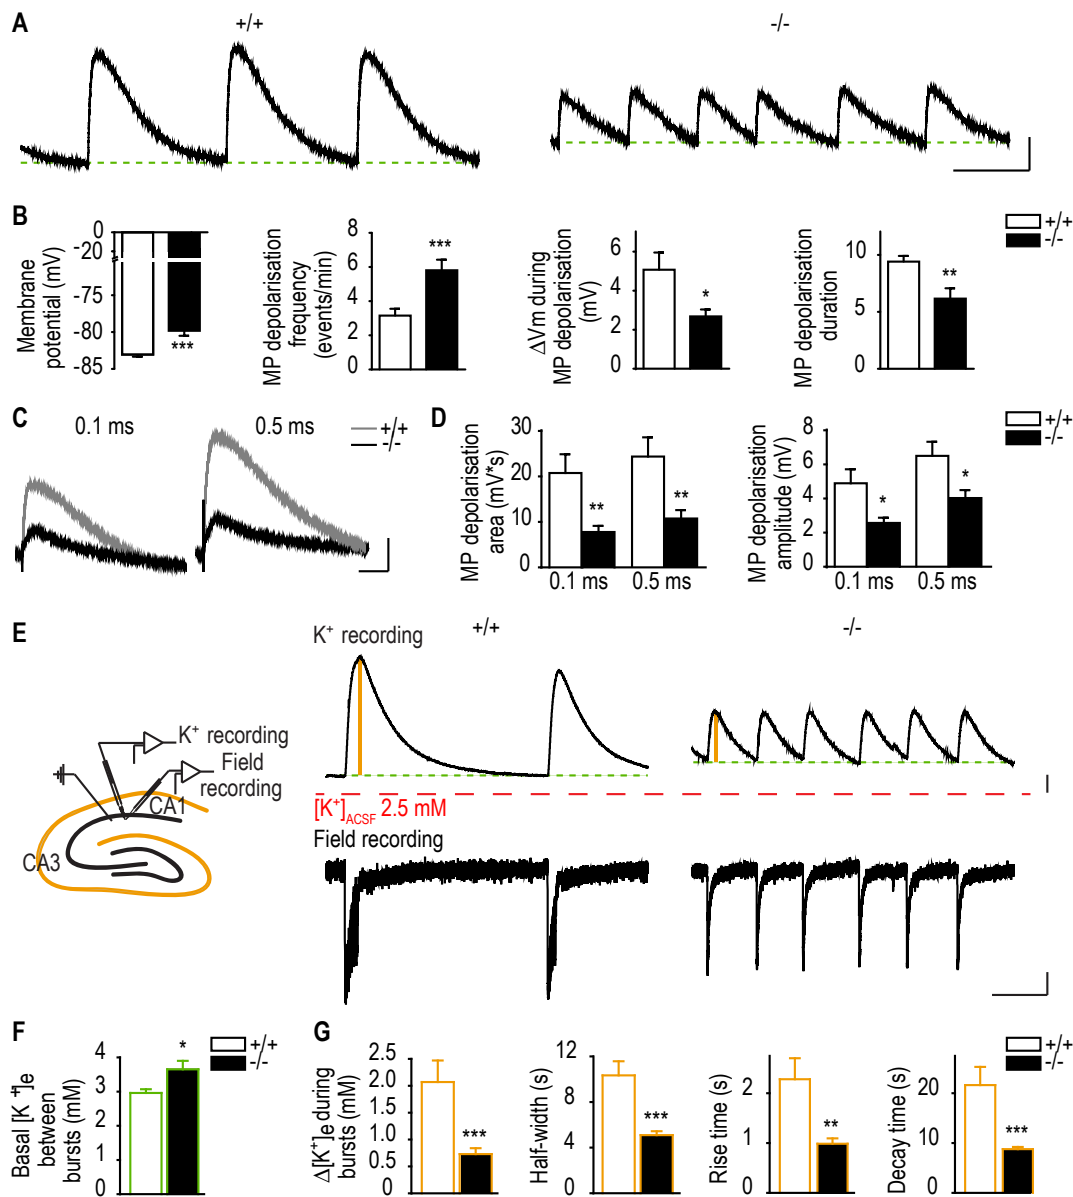 A
+/+
-/-
B
Membrane
potential (mV)
0
-20
-75
-80
-85
***
MP depolarisation
frequency
(events/min)
8
6
4
2
0
***
ΔVm during
MP depolarisation
(mV)
6
4
2
0
*
MP depolarisation
duration
10
5
0
**
+/+
-/-
C
0.1 ms
0.5 ms
+/+
-/-
D
MP depolarisation
area (mV*s)
30
20
10
0
**
**
0.1 ms
0.5 ms
MP depolarisation
amplitude (mV)
8
6
4
2
0
*
*
0.1 ms
0.5 ms
+/+
-/-
E
K+ recording
Field
recording
CA1
CA3
K+ recording
+/+
-/-
[K+]ACSF 2.5 mM
Field recording
F
Basal [K +]e
between
bursts (mM)
4
3
2
1
0
*
+/+
-/-
G
Δ[K+]e during
bursts (mM)
2.5
2.0
1.5
1.0
0.5
0
***
Half-width (s)
12
8
4
0
***
Rise time (s)
2
1
0
**
Decay time (s)
20
10
0
***
+/+
-/-